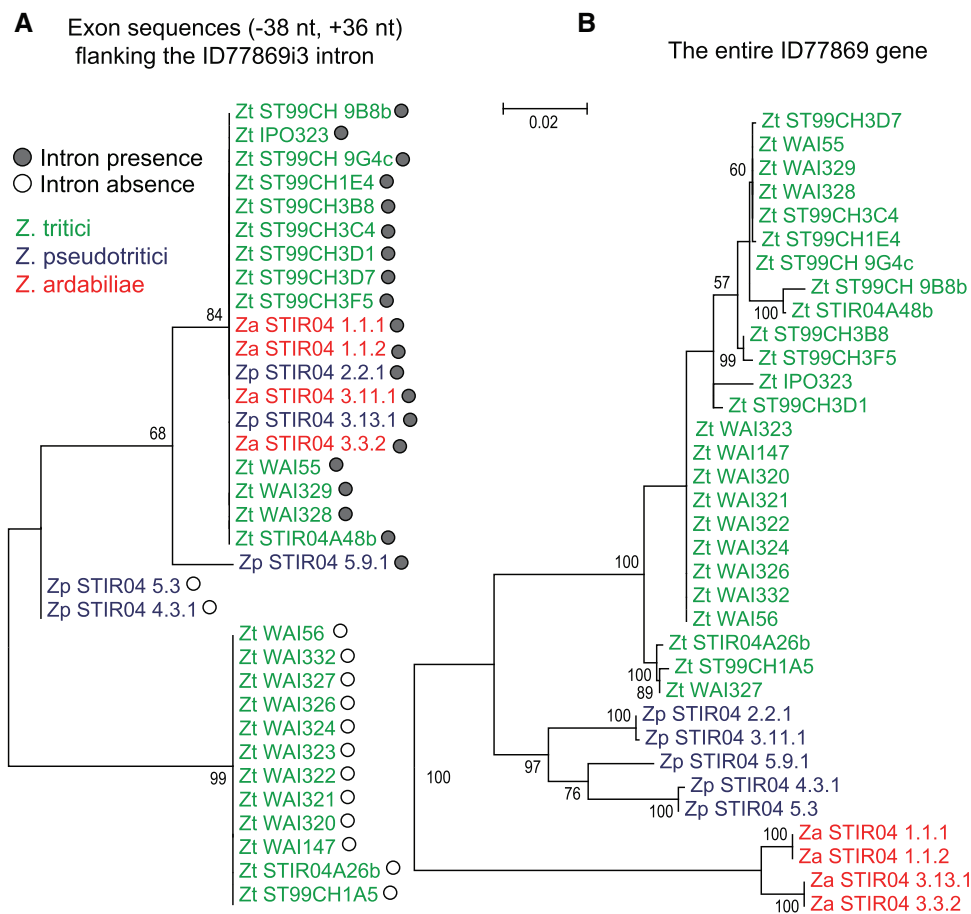 A
Exon sequences (-38 nt, +36 nt)
flanking the ID77869i3 intron
Intron presence
Intron absence
Z. tritici
Z. pseudotritici
Z. ardabiliae
Zt ST99CH 9B8b
Zt IPO323
Zt ST99CH 9G4c
Zt ST99CH1E4
Zt ST99CH3B8
Zt ST99CH3C4
Zt ST99CH3D1
Zt ST99CH3D7
Zt ST99CH3F5
84
Za STIR04 1.1.1
Za STIR04 1.1.2
Zp STIR04 2.2.1
Za STIR04 3.11.1
Zp STIR04 3.13.1
68
Za STIR04 3.3.2
Zt WAI55
Zt WAI329
Zt WAI328
Zt STIR04A48b
Zp STIR04 5.9.1
Zp STIR04 5.3
Zp STIR04 4.3.1
Zt WAI56
Zt WAI332
Zt WAI327
Zt WAI326
Zt WAI324
Zt WAI323
99
Zt WAI322
Zt WAI321
Zt WAI320
Zt WAI147
Zt STIR04A26b
Zt ST99CH1A5
B
The entire ID77869 gene
0.02
Zt ST99CH3D7
Zt WAI55
60
Zt WAI329
Zt WAI328
Zt ST99CH3C4
Zt ST99CH1E4
Zt ST99CH 9G4c
57
Zt ST99CH 9B8b
100
Zt STIR04A48b
Zt ST99CH3B8
99
Zt ST99CH3F5
Zt IPO323
Zt ST99CH3D1
Zt WAI323
Zt WAI147
Zt WAI320
Zt WAI321
Zt WAI322
Zt WAI324
100
Zt WAI326
Zt WAI332
Zt WAI56
Zt STIR04A26b
100
Zt ST99CH1A5
89
Zt WAI327
100
Zp STIR04 2.2.1
Zp STIR04 3.11.1
97
Zp STIR04 5.9.1
76
Zp STIR04 4.3.1
100
Zp STIR04 5.3
100
100
Za STIR04 1.1.1
Za STIR04 1.1.2
Za STIR04 3.13.1
100
Za STIR04 3.3.2